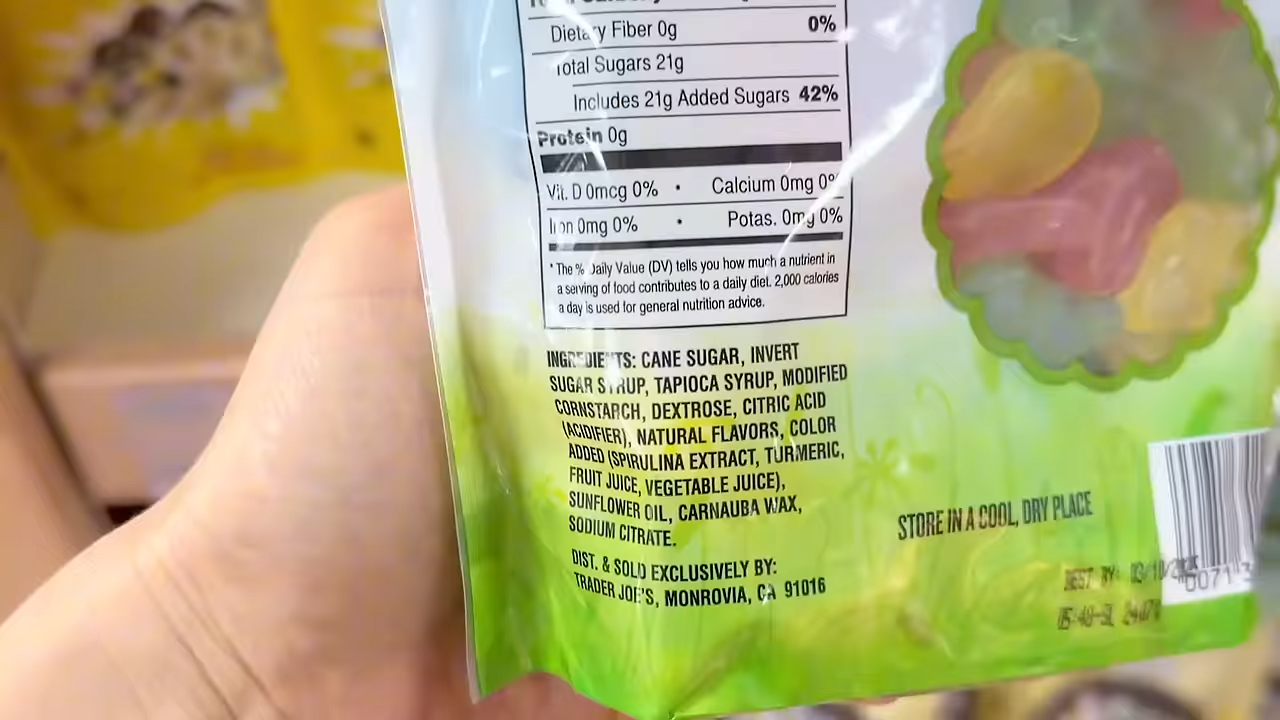 Dietary Fiber 0g 0%
Total Sugars 21g
Includes 21g Added Sugars 42%
Protein 0g
Vit. D 0mcg 0% • Calcium 0mg 0%
Iron 0mg 0% • Potas. 0mg 0%
* The % Daily Value (DV) tells you how much a nutrient in
a serving of food contributes to a daily diet. 2,000 calories
a day is used for general nutrition advice.
INGREDIENTS: CANE SUGAR, INVERT
SUGAR SYRUP, TAPIOCA SYRUP, MODIFIED
CORNSTARCH, DEXTROSE, CITRIC ACID
(ACIDIFIER), NATURAL FLAVORS, COLOR
ADDED (SPIRULINA EXTRACT, TURMERIC,
FRUIT JUICE, VEGETABLE JUICE),
SUNFLOWER OIL, CARNAUBA WAX,
SODIUM CITRATE.
DIST. & SOLD EXCLUSIVELY BY:
TRADER JOE'S, MONROVIA, CA 91016
STORE IN A COOL, DRY PLACE
BEST BY: